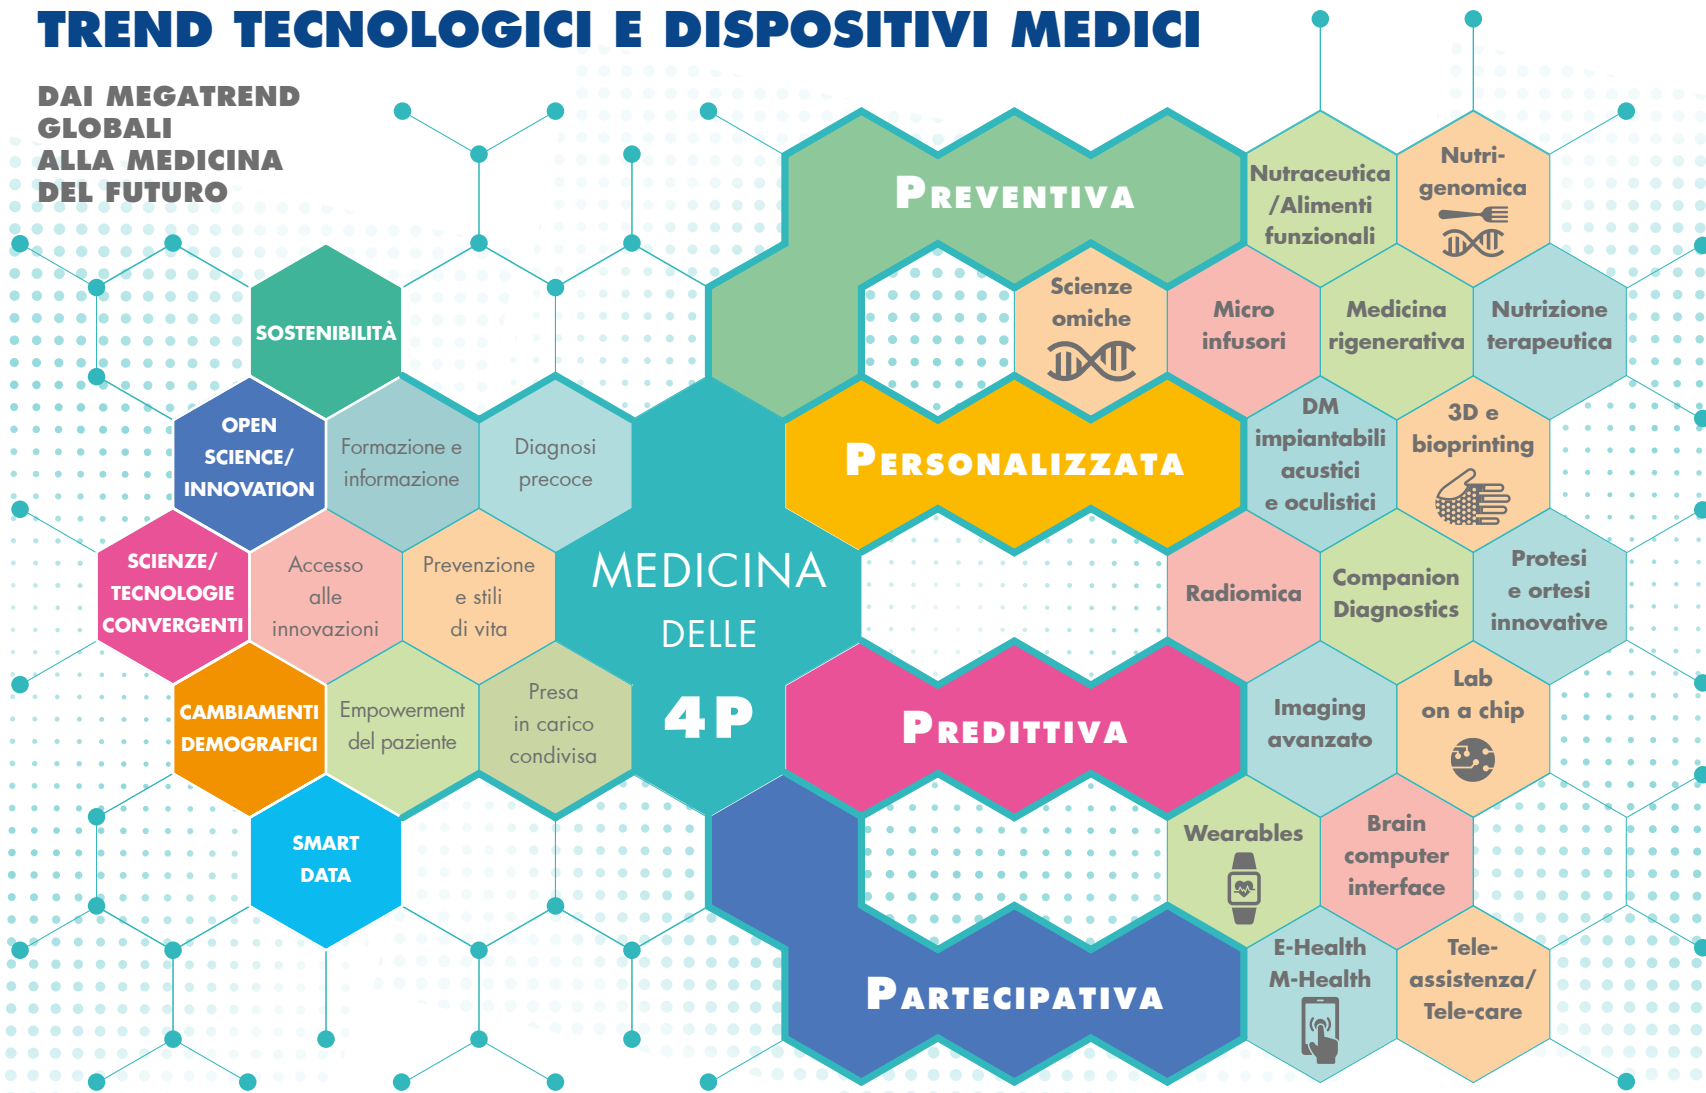 TREND TECNOLOGICI E DISPOSITIVI MEDICI
DAI MEGATREND
GLOBALI
ALLA MEDICINA
DEL FUTURO
SOSTENIBILITÀ
OPEN
SCIENCE/
INNOVATION
SCIENZE/
TECNOLOGIE
CONVERGENTI
CAMBIAMENTI
DEMOGRAFICI
SMART
DATA
Formazione e
informazione
Diagnosi
precoce
Accesso
alle
innovazioni
Prevenzione
e stili
di vita
Empowerment
del paziente
Presa
in carico
condivisa
MEDICINA
DELLE
4P
PREVENTIVA
PERSONALIZZATA
PREDITTIVA
PARTECIPATIVA
Nutraceutica
/Alimenti
funzionali
Nutri-
genomica
Scienze
omiche
Micro
infusori
Medicina
rigenerativa
Nutrizione
terapeutica
DM
impiantabili
acustici
e oculistici
3D e
bioprinting
Radiomica
Companion
Diagnostics
Protesi
e ortesi
innovative
Imaging
avanzato
Lab
on a chip
Wearables
Brain
computer
interface
E-Health
M-Health
Tele-
assistenza/
Tele-care